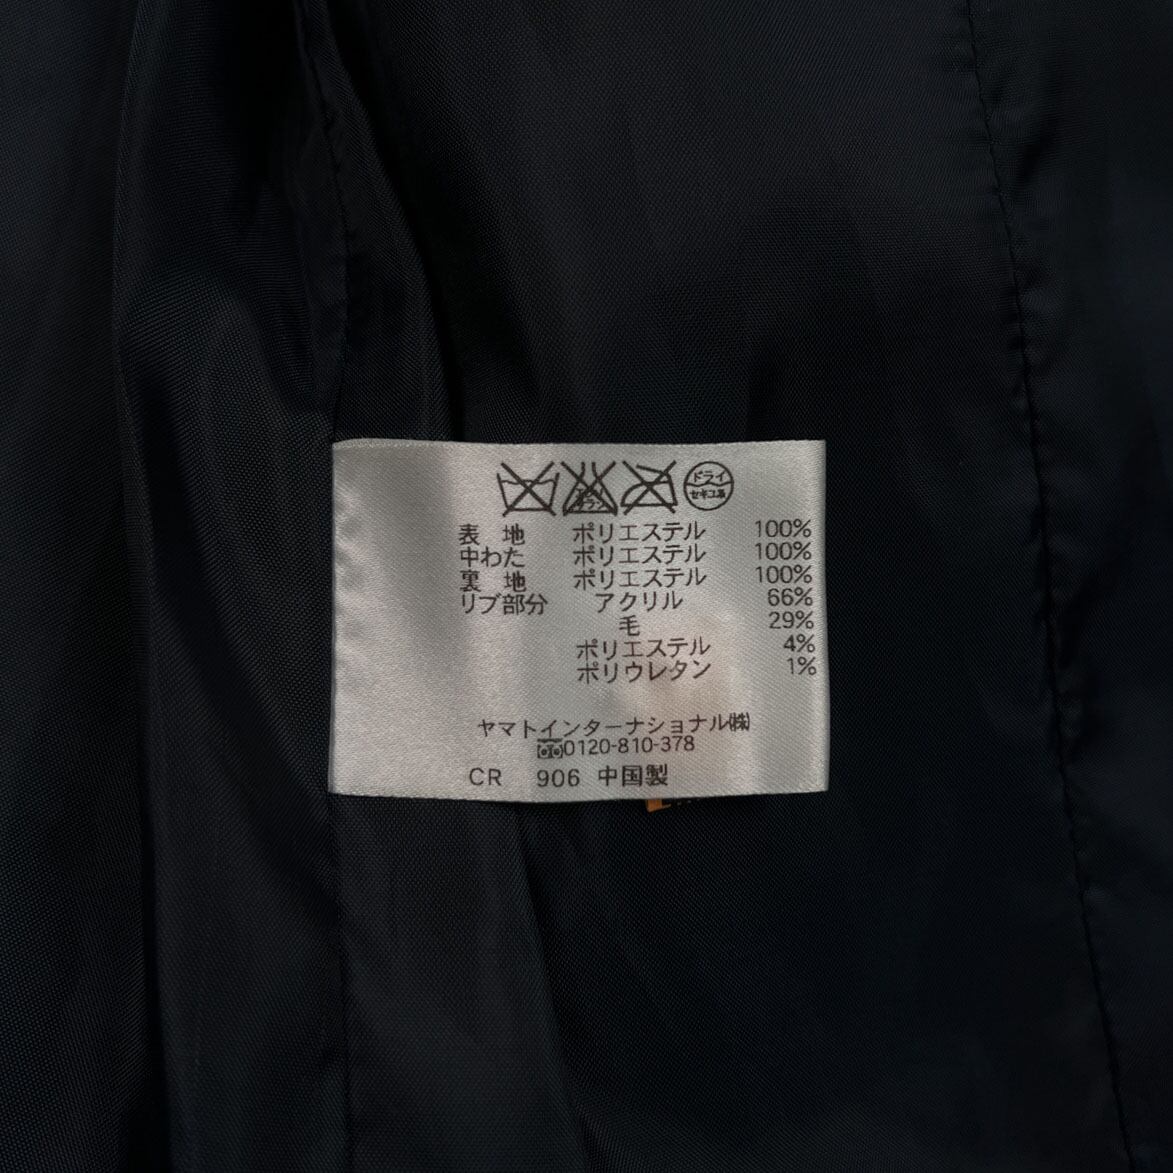 ドライ
セキユ系
表 地 ポリエステル 100%
中わた ポリエステル 100%
裏 地 ポリエステル 100%
リブ部分 アクリル 66%
毛 29%
ポリエステル 4%
ポリウレタン 1%
ヤマトインターナショナル㈱
0120-810-378
CR 906 中国製